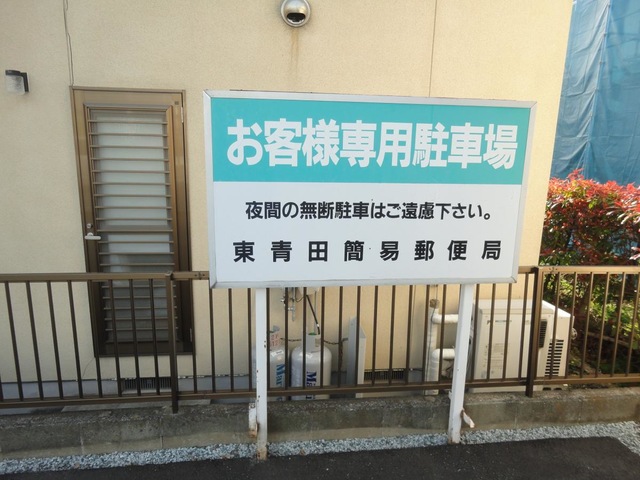 お客様専用駐車場
夜間の無断駐車はご遠慮下さい。
東青田簡易郵便局